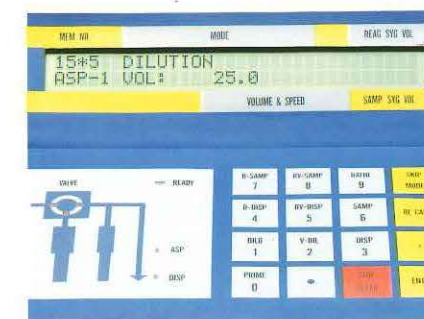 MEM NO MODE REAG SYG VOL
15*5 DILUTION
ASP-1 VOL: 25.0
VOLUME & SPEED SAMP SYG VOL
VALVE READY
ASP
DISP
R-SAMP RV-SAMP RATIO
7 8 9 MODE
R-DISP RV-DISP SAMP
4 5 6
DILU V-DIL DISP
1 2 3
PRIME
0